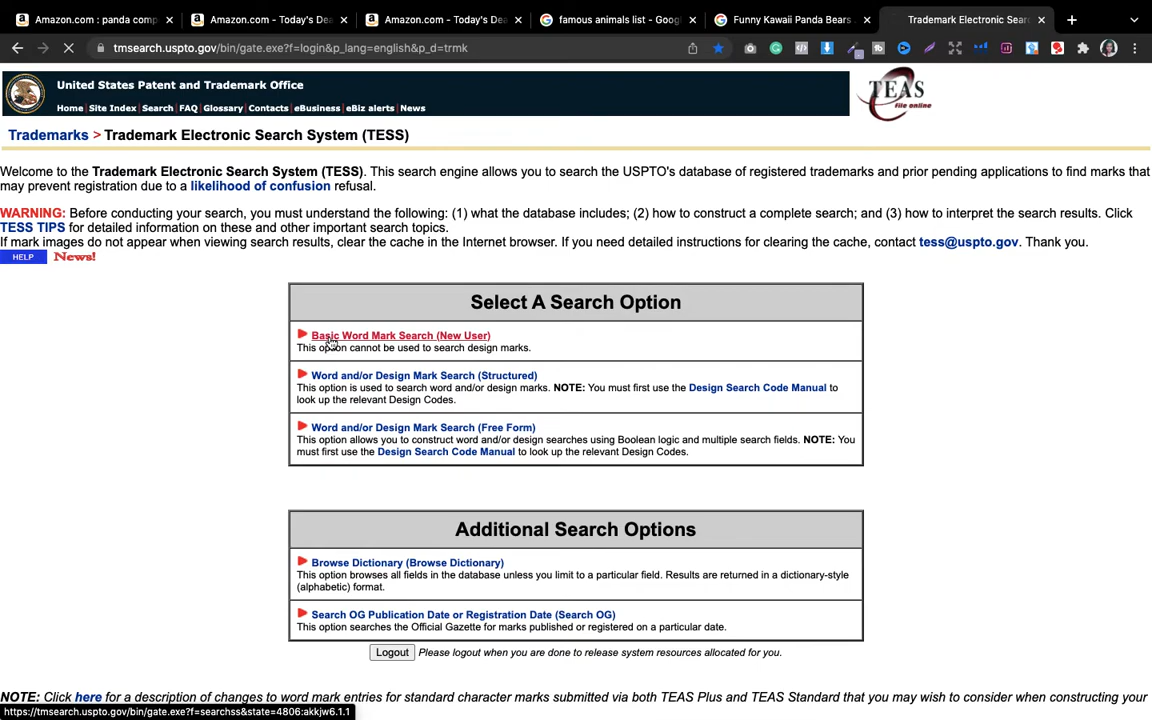 Amazon.com : panda comp
Amazon.com - Today's Dea
Amazon.com - Today's Dea
famous animals list - Goog
Funny Kawaii Panda Bears
Trademark Electronic Sear
tmsearch.uspto.gov/bin/gate.exe?f=login&p_lang=english&p_d=trmk
United States Patent and Trademark Office
Home | Site Index | Search | FAQ | Glossary | Contacts | eBusiness | eBiz alerts | News
TEAS
File online
Trademarks > Trademark Electronic Search System (TESS)
Welcome to the Trademark Electronic Search System (TESS). This search engine allows you to search the USPTO's database of registered trademarks and prior pending applications to find marks that
may prevent registration due to a likelihood of confusion refusal.
WARNING: Before conducting your search, you must understand the following: (1) what the database includes; (2) how to construct a complete search; and (3) how to interpret the search results. Click
TESS TIPS for detailed information on these and other important search topics.
If mark images do not appear when viewing search results, clear the cache in the Internet browser. If you need detailed instructions for clearing the cache, contact tess@uspto.gov. Thank you.
HELP News!
Select A Search Option
Basic Word Mark Search (New User)
This option cannot be used to search design marks.
Word and/or Design Mark Search (Structured)
This option is used to search word and/or design marks. NOTE: You must first use the Design Search Code Manual to
look up the relevant Design Codes.
Word and/or Design Mark Search (Free Form)
This option allows you to construct word and/or design searches using Boolean logic and multiple search fields. NOTE: You
must first use the Design Search Code Manual to look up the relevant Design Codes.
Additional Search Options
Browse Dictionary (Browse Dictionary)
This option browses all fields in the database unless you limit to a particular field. Results are returned in a dictionary-style
(alphabetic) format.
Search OG Publication Date or Registration Date (Search OG)
This option searches the Official Gazette for marks published or registered on a particular date.
Logout Please logout when you are done to release system resources allocated for you.
NOTE: Click here for a description of changes to word mark entries for standard character marks submitted via both TEAS Plus and TEAS Standard that you may wish to consider when constructing your
https://tmsearch.uspto.gov/bin/gate.exe?f=searchss&state=4806:akkjw6.1.1